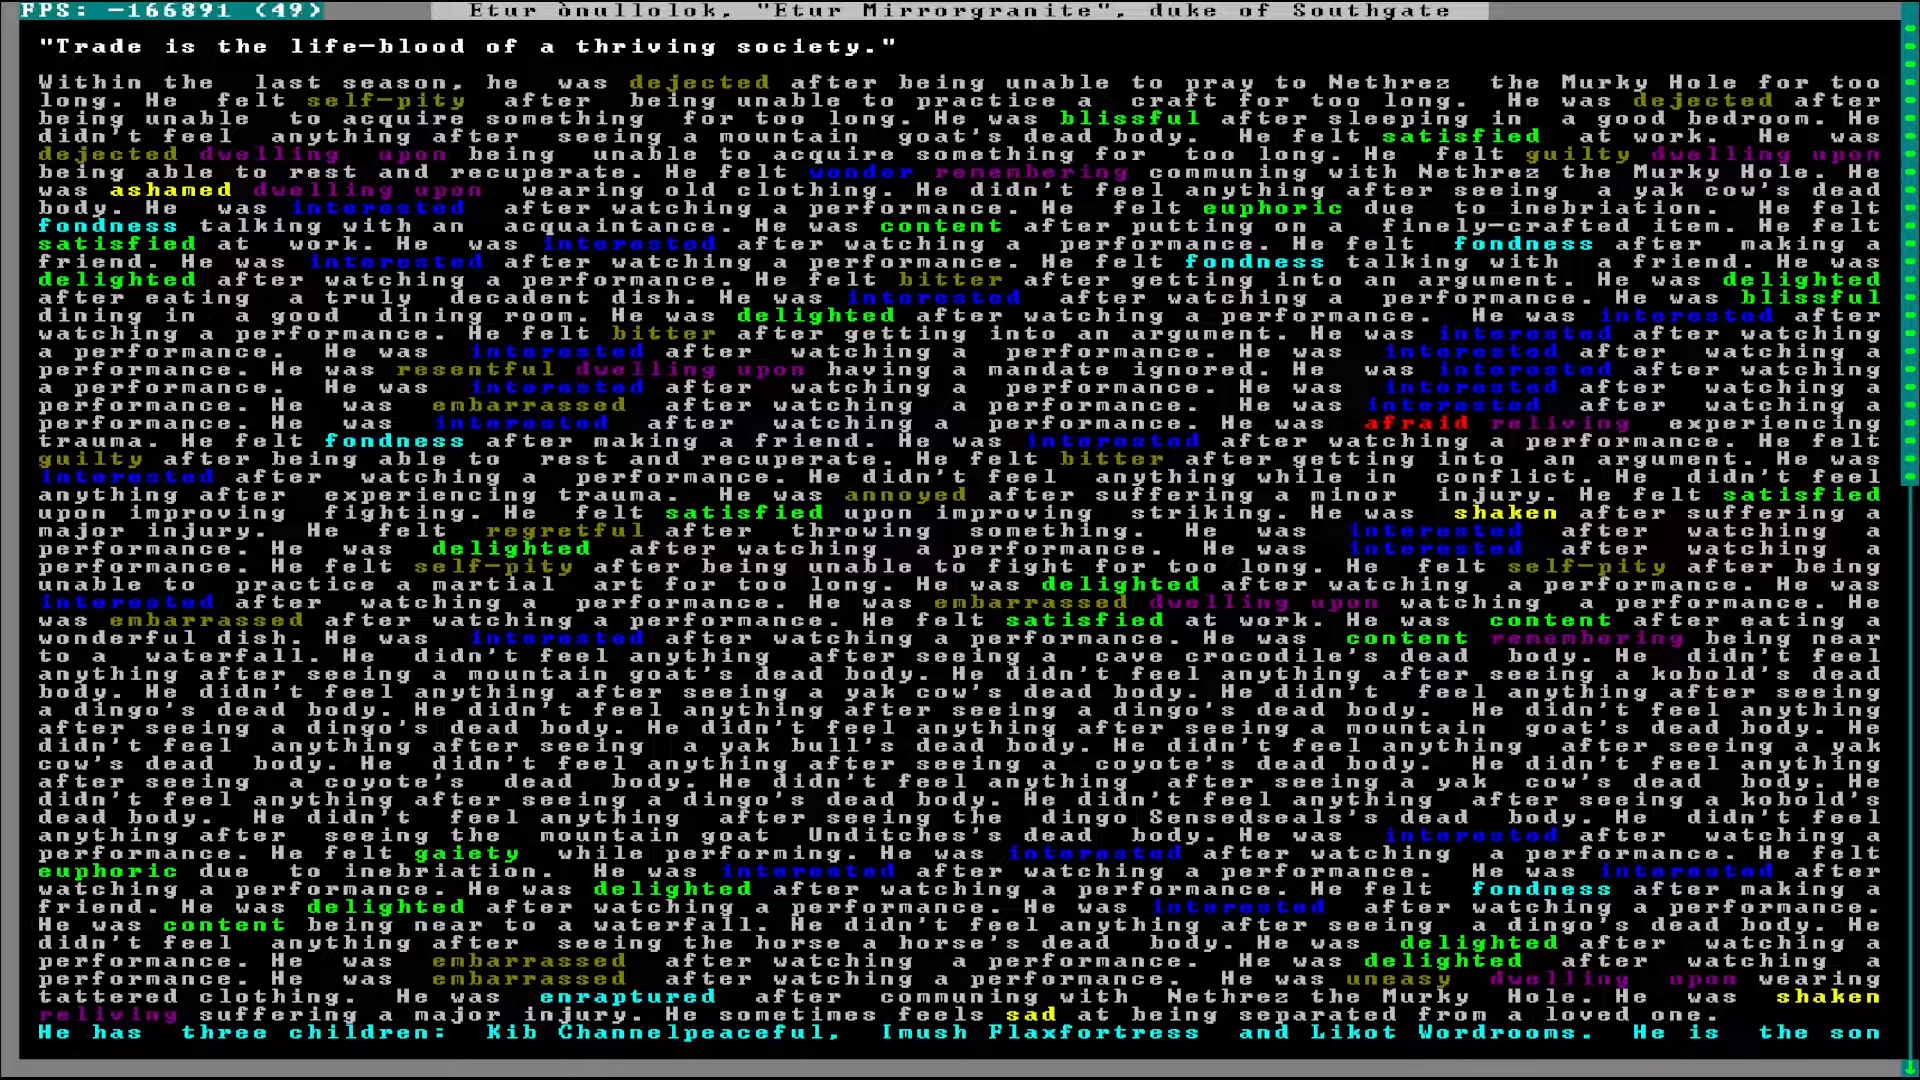 FPS: -166891 (49)
Etur ònullolok, "Etur Mirrorgranite", duke of Southgate
"Trade is the life-blood of a thriving society."
Within the last season, he was dejected after being unable to pray to Nethrez the Murky Hole for too
long. He felt self-pity after being unable to practice a craft for too long. He was dejected after
being unable to acquire something for too long. He was blissful after sleeping in a good bedroom. He
didn't feel anything after seeing a mountain goat's dead body. He felt satisfied at work. He was
dejected dwelling upon being unable to acquire something for too long. He felt guilty dwelling upon
being able to rest and recuperate. He felt wonder remembering communing with Nethrez the Murky Hole. He
was ashamed dwelling upon wearing old clothing. He didn't feel anything after seeing a yak cow's dead
body. He was interested after watching a performance. He felt euphoric due to inebriation. He felt
fondness talking with an acquaintance. He was content after putting on a finely-crafted item. He felt
satisfied at work. He was interested after watching a performance. He felt fondness after making a
friend. He was interested after watching a performance. He felt fondness talking with a friend. He was
delighted after watching a performance. He felt bitter after getting into an argument. He was delighted
after eating a truly decadent dish. He was interested after watching a performance. He was blissful
dining in a good dining room. He was delighted after watching a performance. He was interested after
watching a performance. He felt bitter after getting into an argument. He was interested after watching
a performance. He was interested after watching a performance. He was interested after watching a
performance. He was resentful dwelling upon having a mandate ignored. He was interested after watching
a performance. He was interested after watching a performance. He was interested after watching a
performance. He was embarrassed after watching a performance. He was interested after watching a
performance. He was interested after watching a performance. He was afraid reliving experiencing
trauma. He felt fondness after making a friend. He was interested after watching a performance. He felt
guilty after being able to rest and recuperate. He felt bitter after getting into an argument. He was
interested after watching a performance. He didn't feel anything while in conflict. He didn't feel
anything after experiencing trauma. He was annoyed after suffering a minor injury. He felt satisfied
upon improving fighting. He felt satisfied upon improving striking. He was shaken after suffering a
major injury. He felt regretful after throwing something. He was interested after watching a
performance. He was delighted after watching a performance. He was interested after watching a
performance. He felt self-pity after being unable to fight for too long. He felt self-pity after being
unable to practice a martial art for too long. He was delighted after watching a performance. He was
interested after watching a performance. He was embarrassed dwelling upon watching a performance. He
was embarrassed after watching a performance. He felt satisfied at work. He was content after eating a
wonderful dish. He was interested after watching a performance. He was content remembering being near
to a waterfall. He didn't feel anything after seeing a cave crocodile's dead body. He didn't feel
anything after seeing a mountain goat's dead body. He didn't feel anything after seeing a kobold's dead
body. He didn't feel anything after seeing a yak cow's dead body. He didn't feel anything after seeing
a dingo's dead body. He didn't feel anything after seeing a dingo's dead body. He didn't feel anything
after seeing a dingo's dead body. He didn't feel anything after seeing a mountain goat's dead body. He
didn't feel anything after seeing a yak bull's dead body. He didn't feel anything after seeing a yak
cow's dead body. He didn't feel anything after seeing a coyote's dead body. He didn't feel anything
after seeing a coyote's dead body. He didn't feel anything after seeing a yak cow's dead body. He
didn't feel anything after seeing a dingo's dead body. He didn't feel anything after seeing a kobold's
dead body. He didn't feel anything after seeing the dingo Sensedseals's dead body. He didn't feel
anything after seeing the mountain goat Unditches's dead body. He was interested after watching a
performance. He felt gaiety while performing. He was interested after watching a performance. He felt
euphoric due to inebriation. He was interested after watching a performance. He was interested after
watching a performance. He was delighted after watching a performance. He felt fondness after making a
friend. He was delighted after watching a performance. He was interested after watching a performance.
He was content being near to a waterfall. He didn't feel anything after seeing a dingo's dead body. He
didn't feel anything after seeing the horse a horse's dead body. He was delighted after watching a
performance. He was embarrassed after watching a performance. He was delighted after watching a
performance. He was embarrassed after watching a performance. He was uneasy dwelling upon wearing
tattered clothing. He was enraptured after communing with Nethrez the Murky Hole. He was shaken
reliving suffering a major injury. He sometimes feels sad at being separated from a loved one.
He has three children: Kib Channelpeaceful, Imush Flaxfortress and Likot Wordrooms. He is the son